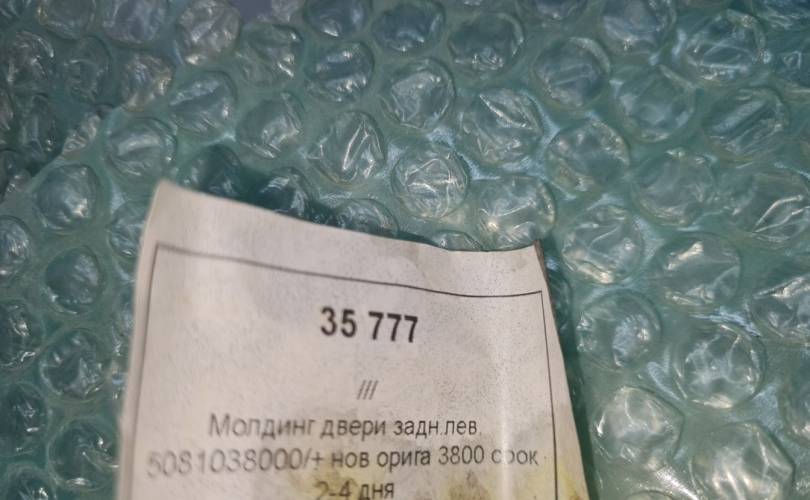 35 777
///
Молдинг двери задн.лев.
5081038000/+ нов орига 3800 срок
2-4 дня